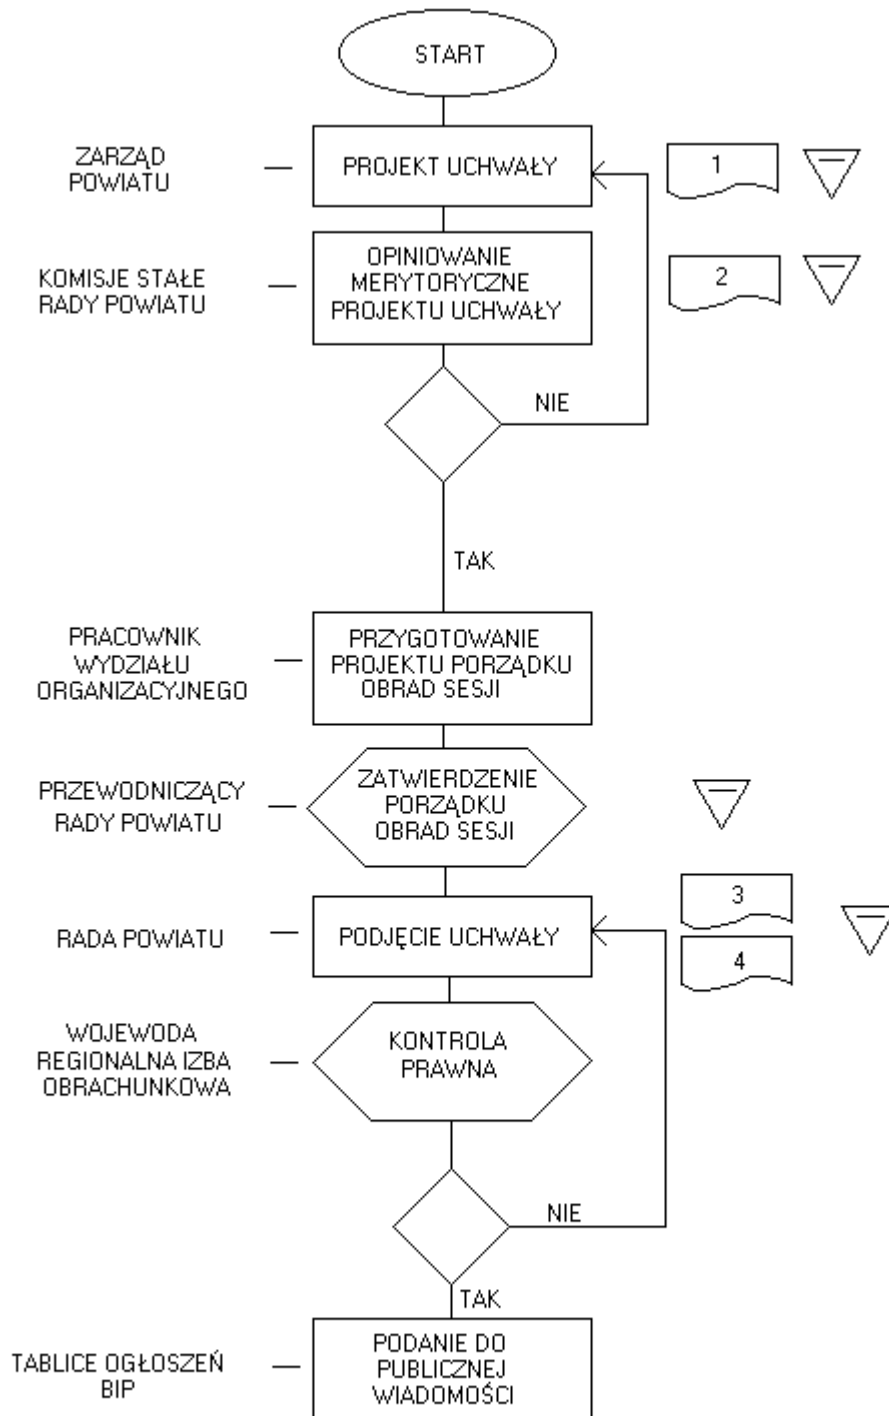 START
ZARZĄD
POWIATU
PROJEKT UCHWAŁY
1
KOMISJE STAŁE
RADY POWIATU
OPINIOWANIE
MERYTORYCZNE
PROJEKTU UCHWAŁY
2
NIE
TAK
PRACOWNIK
WYDZIAŁU
ORGANIZACYJNEGO
PRZYGOTOWANIE
PROJEKTU PORZĄDKU
OBRAD SESJI
PRZEWODNICZĄCY
RADY POWIATU
ZATWIERDZENIE
PORZĄDKU
OBRAD SESJI
RADA POWIATU
PODJĘCIE UCHWAŁY
3
4
WOJEWODA
REGIONALNA IZBA
OBRACHUNKOWA
KONTROLA
PRAWNA
NIE
TAK
TABLICE OGŁOSZEŃ
BIP
PODANIE DO
PUBLICZNEJ
WIADOMOŚCI